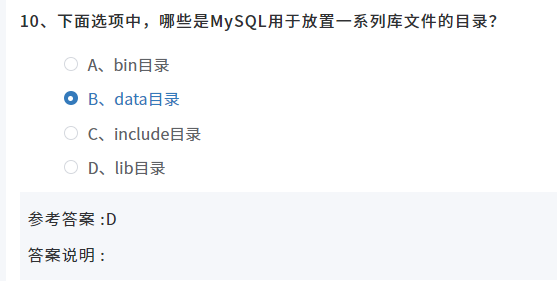 10、下面选项中，哪些是MySQL用于放置一系列库文件的目录？
A、bin目录
B、data目录
C、include目录
D、lib目录
参考答案 :D
答案说明 :